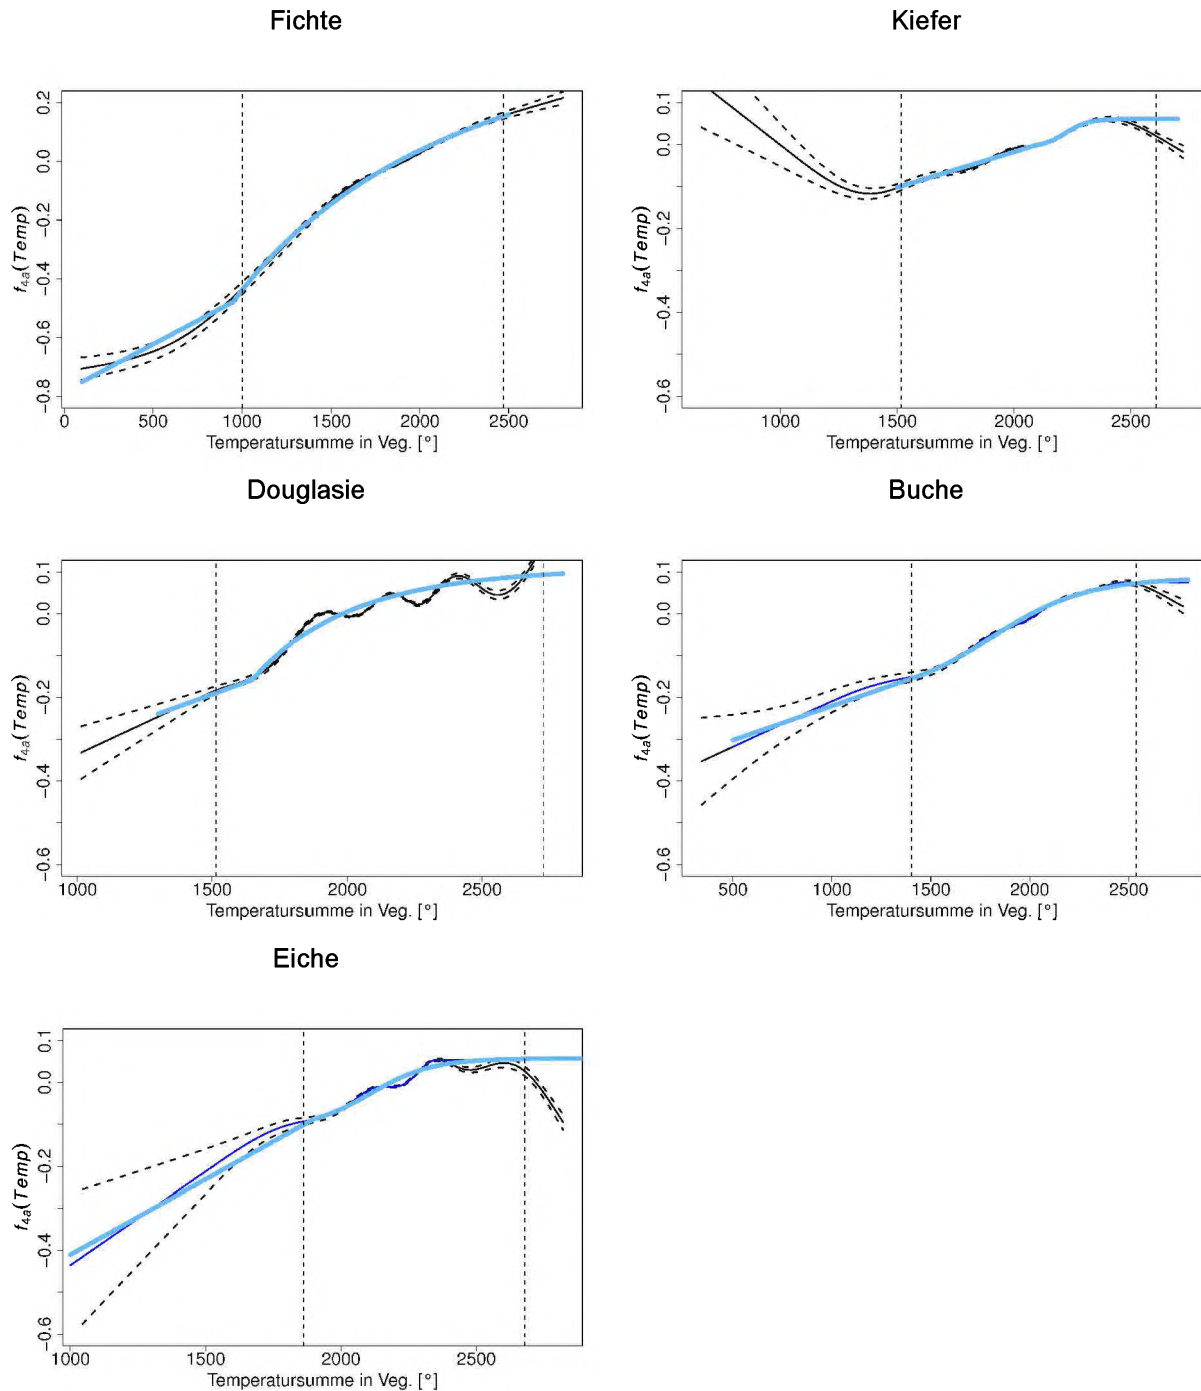 Fichte
f4a(Temp)
0.2
0.0
−0.2
−0.4
−0.6
−0.8
0 500 1000 1500 2000 2500
Temperatursumme in Veg. [°]
Kiefer
f4a(Temp)
0.1
0.0
−0.2
−0.4
−0.6
1000 1500 2000 2500
Temperatursumme in Veg. [°]
Douglasie
f4a(Temp)
0.1
0.0
−0.2
−0.4
−0.6
1000 1500 2000 2500
Temperatursumme in Veg. [°]
Buche
f4a(Temp)
0.1
0.0
−0.2
−0.4
−0.6
500 1000 1500 2000 2500
Temperatursumme in Veg. [°]
Eiche
f4a(Temp)
0.1
0.0
−0.2
−0.4
−0.6
1000 1500 2000 2500
Temperatursumme in Veg. [°]